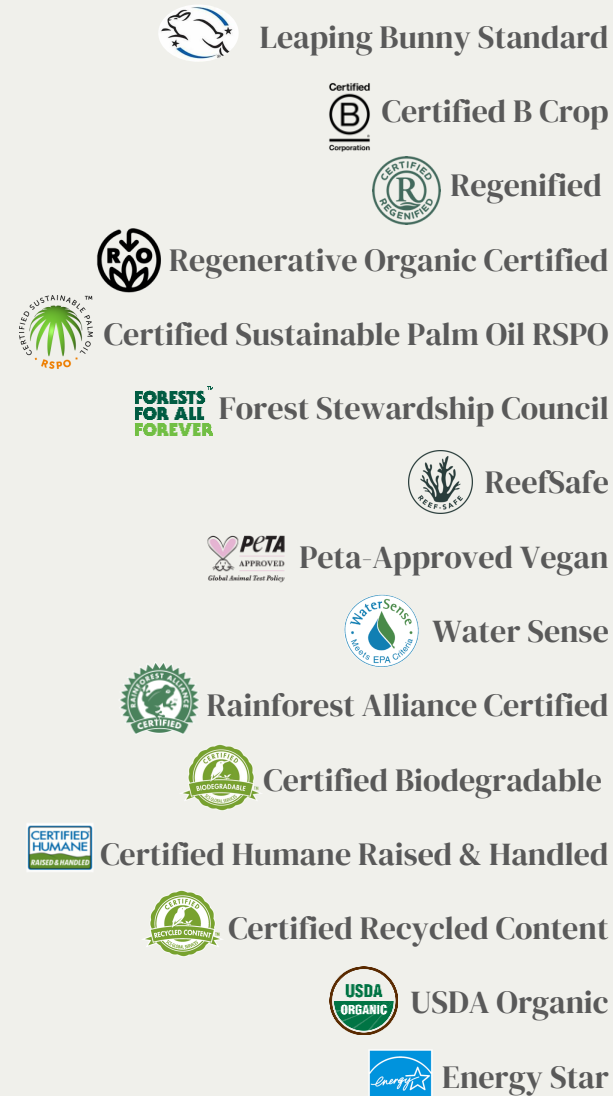 Leaping Bunny Standard
Certified
B
Corporation
Certified B Crop
CERTIFIED
R
REGENIFIED
Regenified
RO
Regenerative Organic Certified
CERTIFIED SUSTAINABLE PALM OIL ™
RSPO
Certified Sustainable Palm Oil RSPO
FORESTS ™
FOR ALL
FOREVER
Forest Stewardship Council
REEF-SAFE
ReefSafe
PeTA
APPROVED
Global Animal Test Policy
Peta-Approved Vegan
WaterSense
Meets EPA Criteria
Water Sense
RAINFOREST ALLIANCE
CERTIFIED
Rainforest Alliance Certified
CERTIFIED
BIODEGRADABLE
Certified Biodegradable
CERTIFIED
HUMANE
RAISED & HANDLED
Certified Humane Raised & Handled
CERTIFIED
RECYCLED CONTENT
Certified Recycled Content
USDA
ORGANIC
USDA Organic
energy
Energy Star